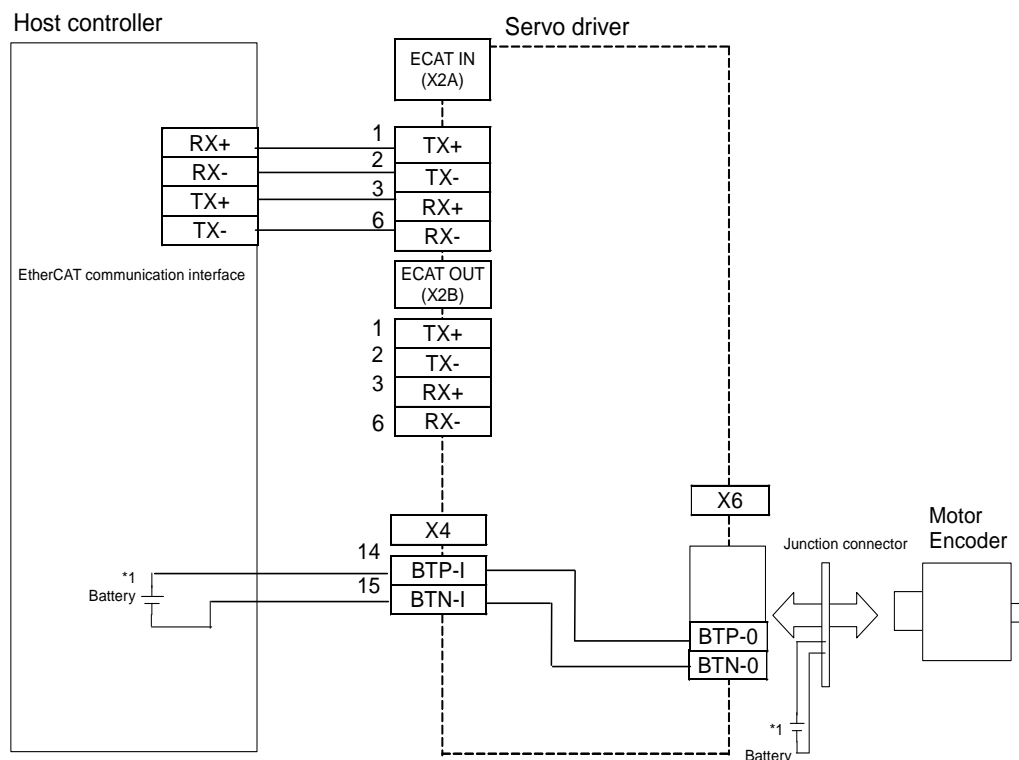 Host controller
Servo driver
ECAT IN
(X2A)
RX+
1
TX+
RX-
2
TX-
TX+
3
RX+
TX-
6
RX-
EtherCAT communication interface
ECAT OUT
(X2B)
1
TX+
2
TX-
3
RX+
6
RX-
X6
X4
Motor
Encoder
Junction connector
14
BTP-I
*1
Battery
15
BTN-I
BTP-0
BTN-0
*1
Battery